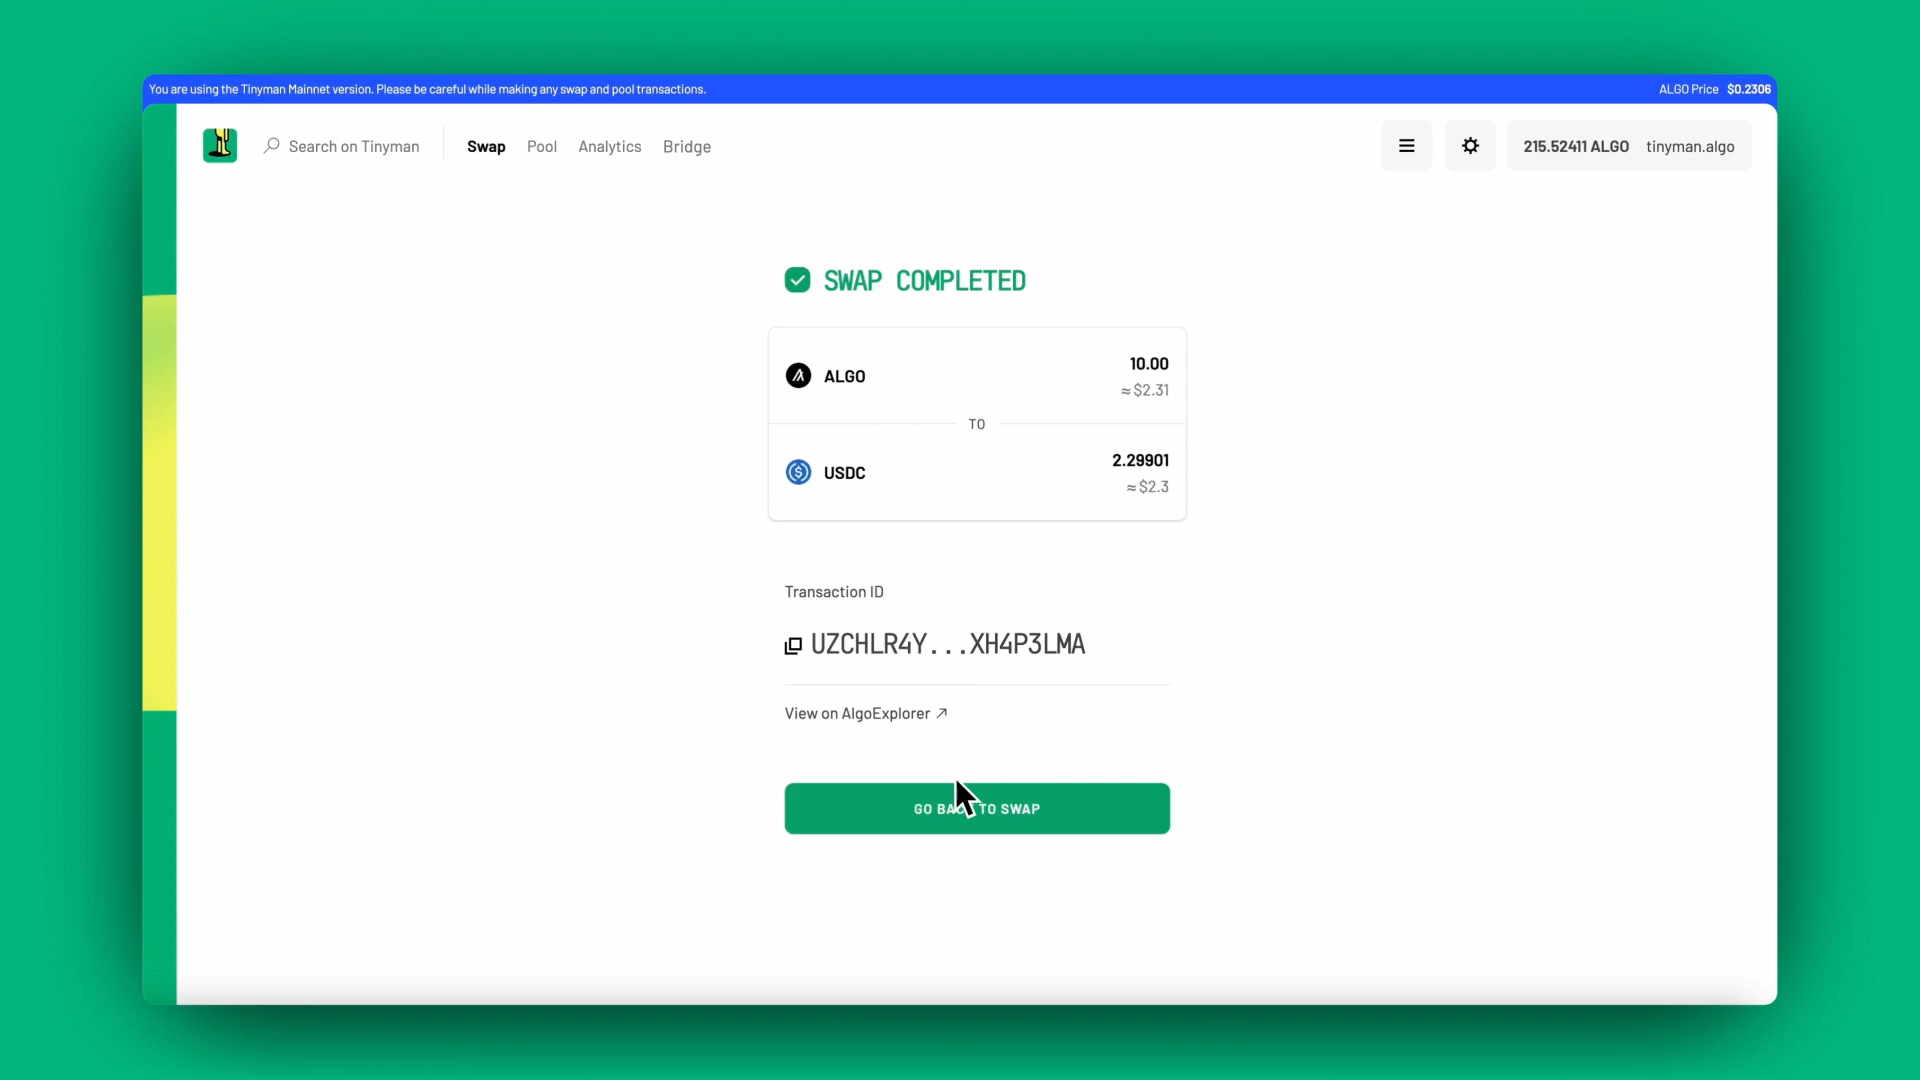 You are using the Tinyman Mainnet version. Please be careful while making any swap and pool transactions.
ALGO Price $0.2306
Search on Tinyman
Swap Pool Analytics Bridge
215.52411 ALGO tinyman.algo
SWAP COMPLETED
ALGO
10.00
≈ $2.31
TO
USDC
2.29901
≈ $2.3
Transaction ID
UZCHLR4Y...XH4P3LMA
View on AlgoExplorer ↗
GO BACK TO SWAP